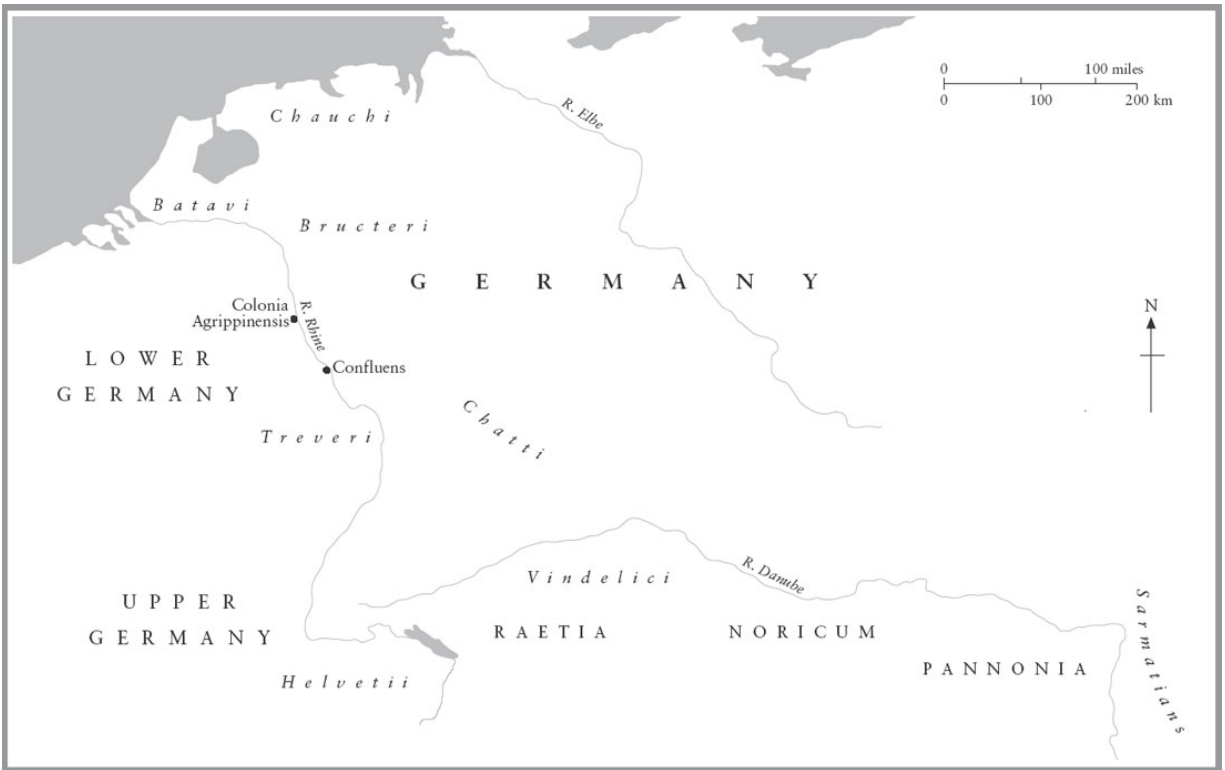 0 100 miles
0 100 200 km
R. Elbe
Chauchi
Batavi
Bructeri
GERMANY
N
Colonia
Agrippinensis
R. Rhine
Confluens
LOWER
GERMANY
Chatti
Treveri
Vindelici
R. Danube
UPPER
GERMANY
RAETIA
NORICUM
Sarmatians
PANNONIA
Helvetii